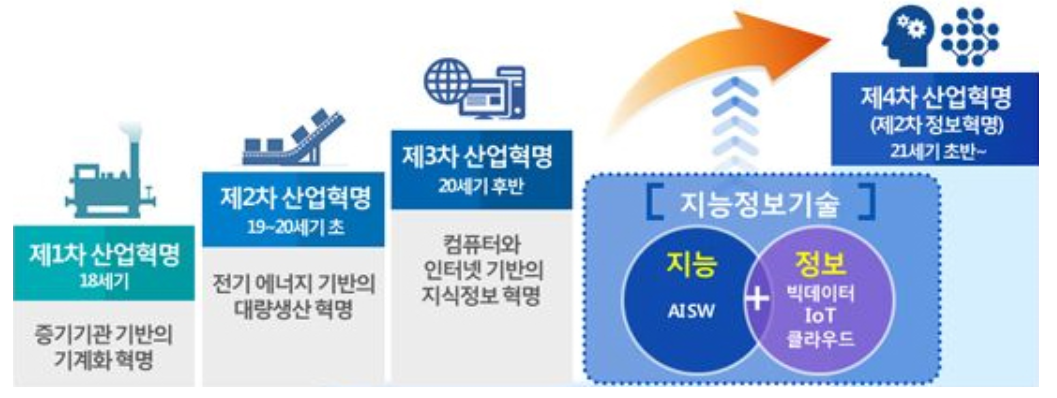 제1차 산업혁명
18세기
증기기관 기반의
기계화 혁명
제2차 산업혁명
19~20세기 초
전기 에너지 기반의
대량생산 혁명
제3차 산업혁명
20세기 후반
컴퓨터와
인터넷 기반의
지식정보 혁명
[ 지능정보기술 ]
지능
AI SW
+
정보
빅데이터
IoT
클라우드
제4차 산업혁명
(제2차 정보혁명)
21세기 초반~